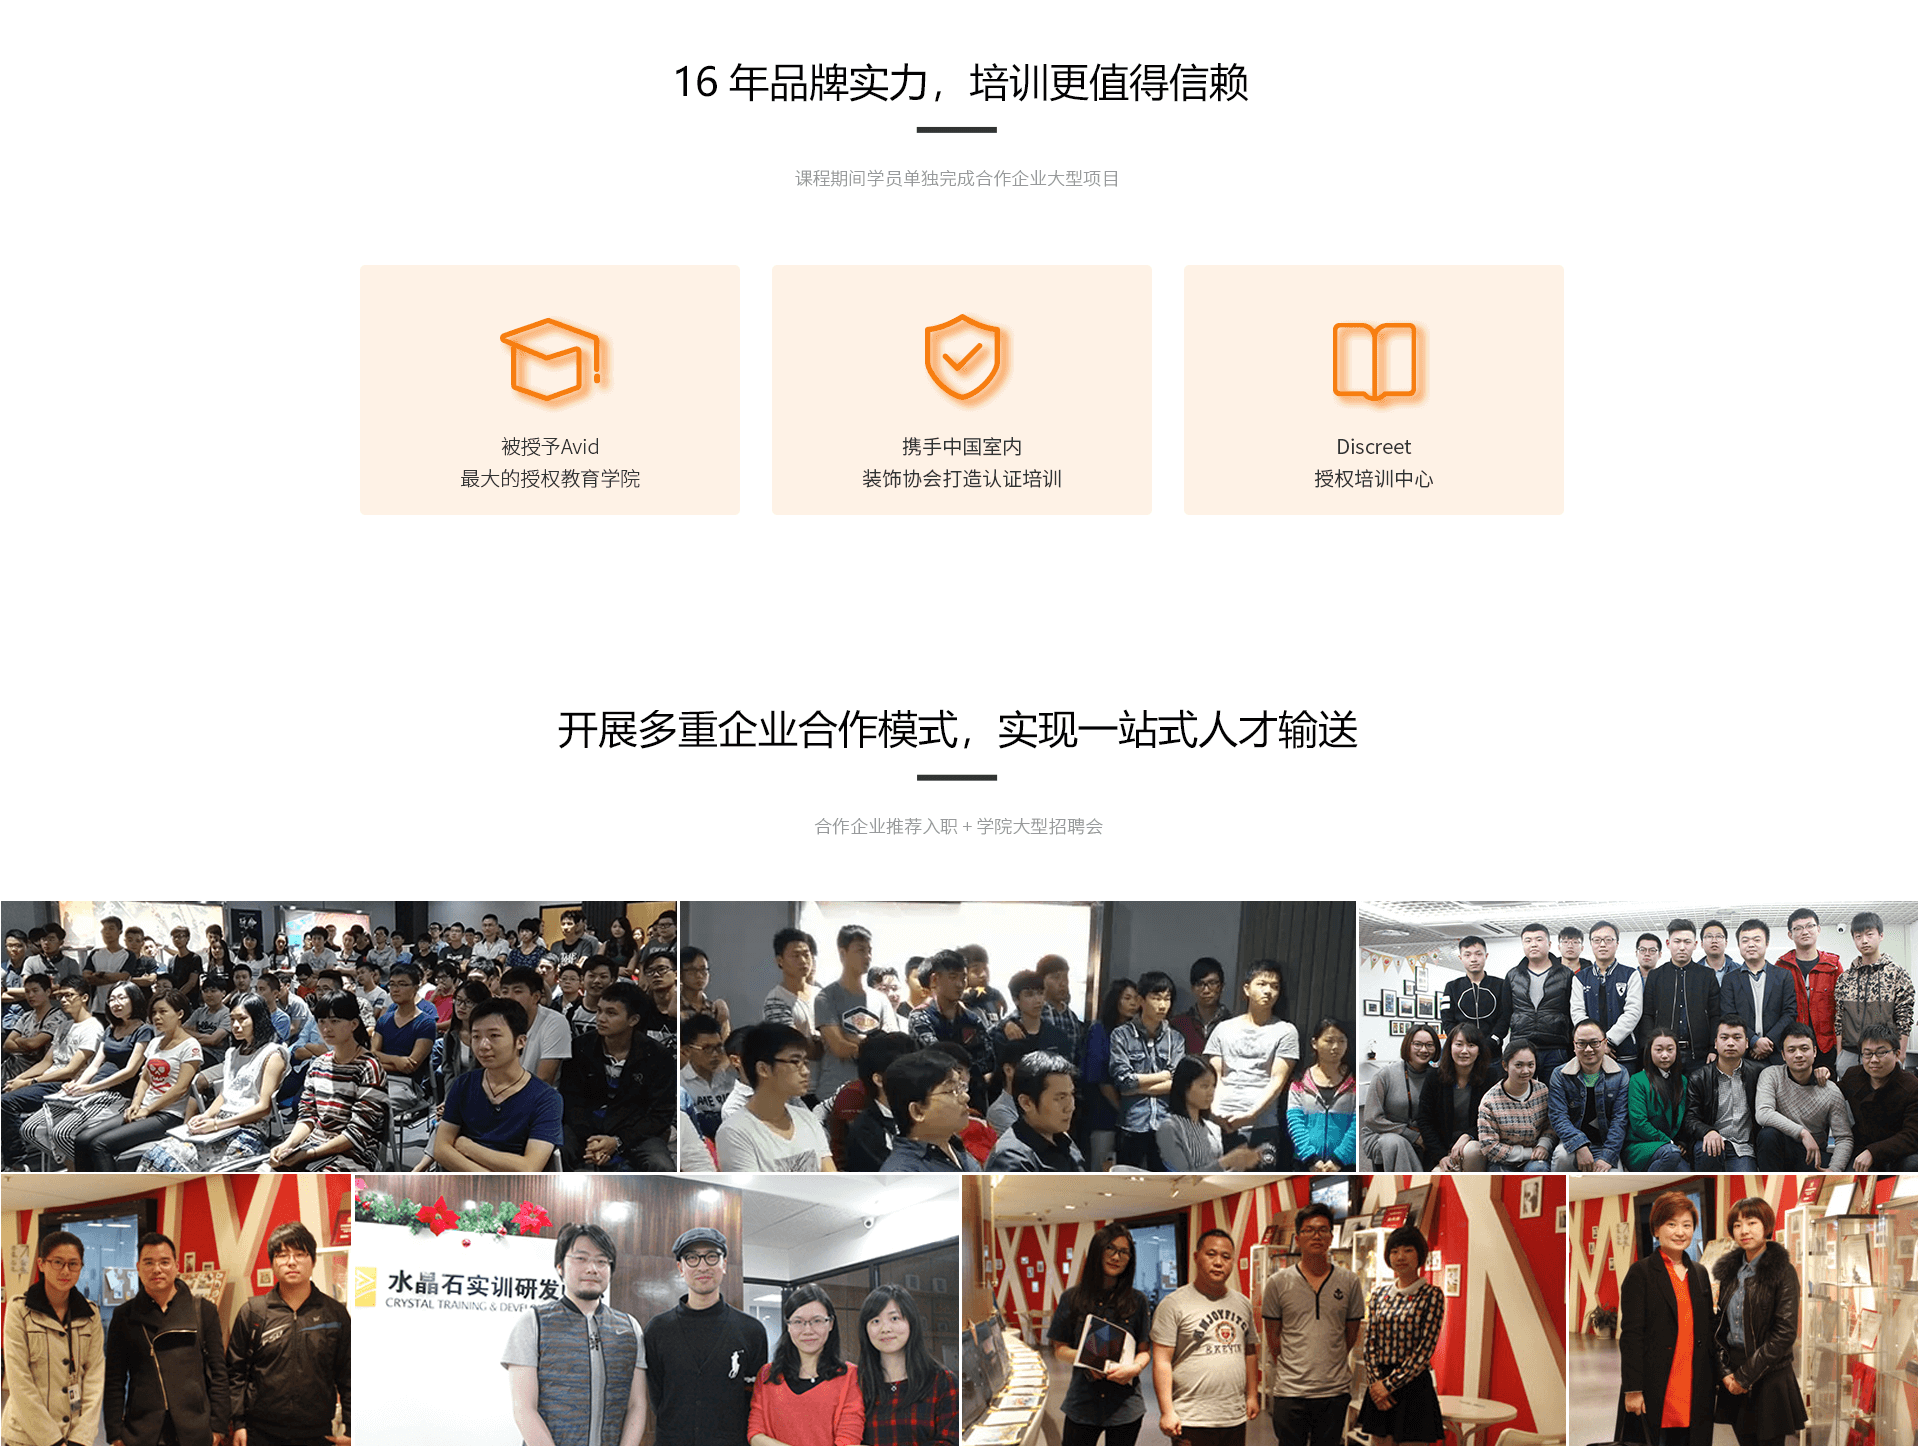 16 年品牌实力，培训更值得信赖
课程期间学员单独完成合作企业大型项目
被授予Avid
最大的授权教育学院
携手中国室内
装饰协会打造认证培训
Discreet
授权培训中心
开展多重企业合作模式，实现一站式人才输送
合作企业推荐入职 + 学院大型招聘会
水晶石实训研发
CRYSTAL TRAINING &